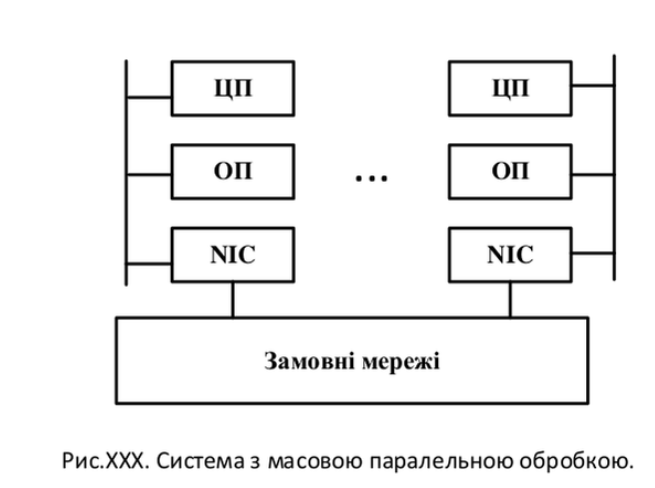 ЦП ЦП
ОП ... ОП
NIC NIC
Замовні мережі
Рис.XXX. Система з масовою паралельною обробкою.